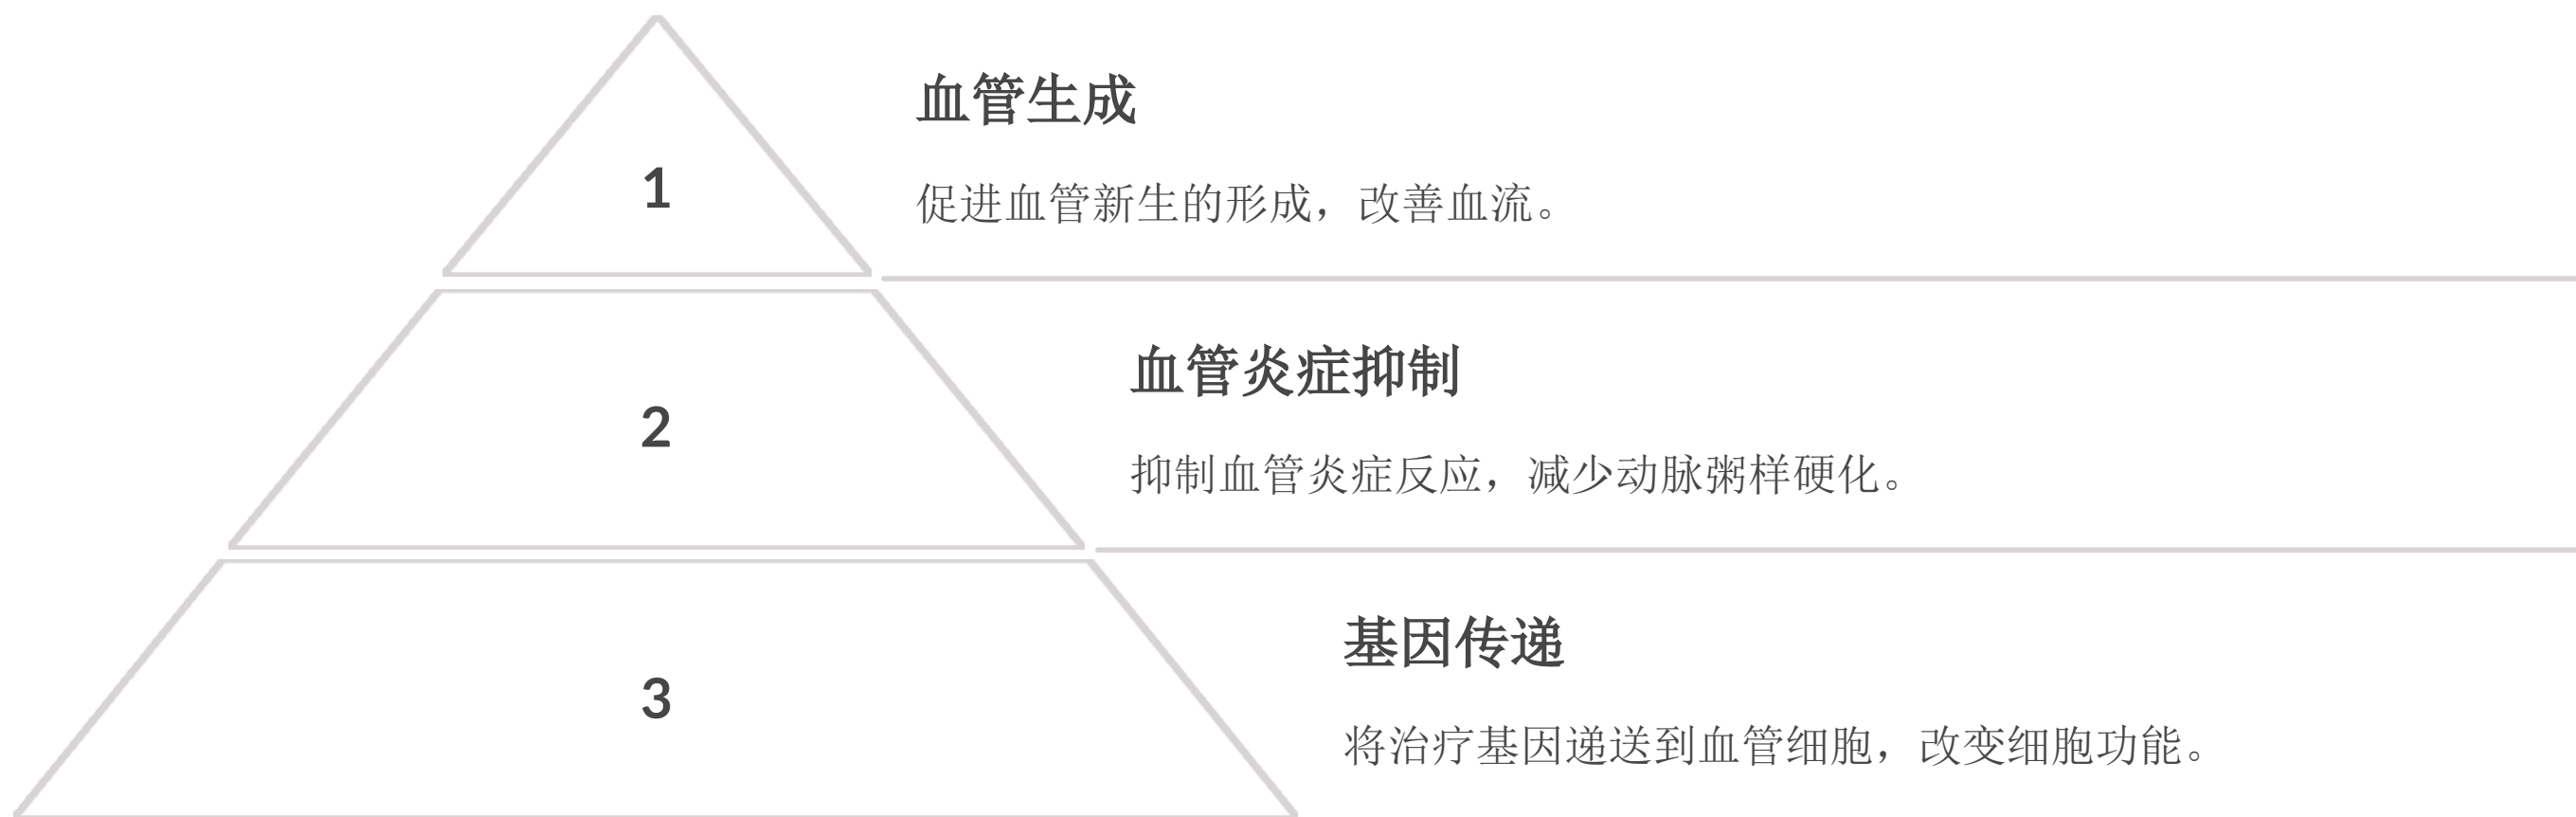 血管生成
1
促进血管新生的形成，改善血流。
血管炎症抑制
2
抑制血管炎症反应，减少动脉粥样硬化。
基因传递
3
将治疗基因递送到血管细胞，改变细胞功能。